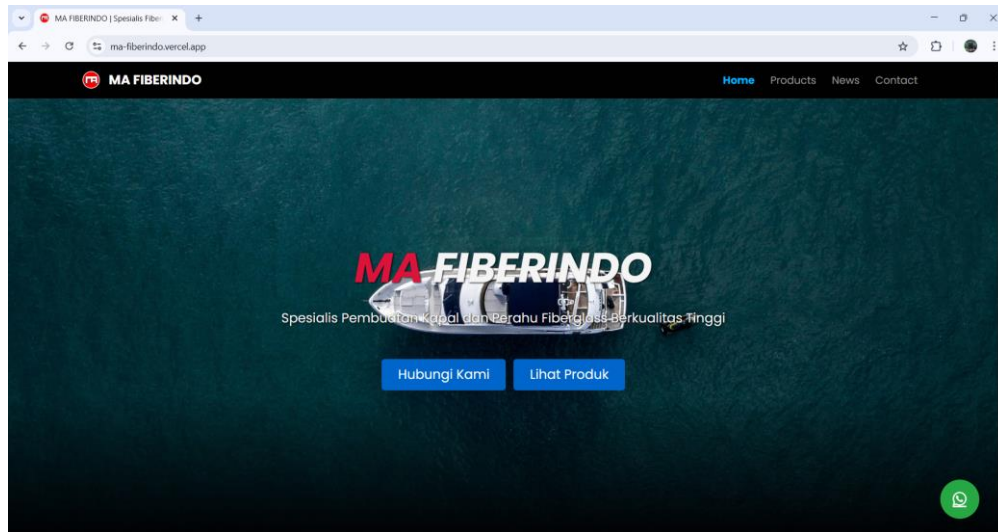 MA FIBERINDO | Spesialis Fiber
ma-fiberindo.vercel.app
MA FIBERINDO
Home Products News Contact
MA FIBERINDO
Spesialis Pembuatan Kapal dan Perahu Fiberglass Berkualitas Tinggi
Hubungi Kami Lihat Produk